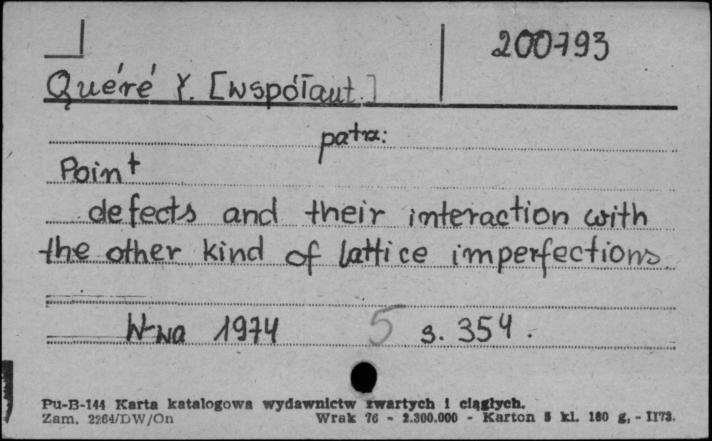 200793
Quéré Y. [współaut.]
patrz:
Point
defects and their interaction with
the other kind of lattice imperfections
W-wa 1974 5 s. 354.
Pu-B-144 Karta katalogowa wydawnictw zwartych i ciągłych.
Zam. 2264/DW/On Wrak 76 - 2.300.000 - Karton 5 kl. 180 g. - II73.